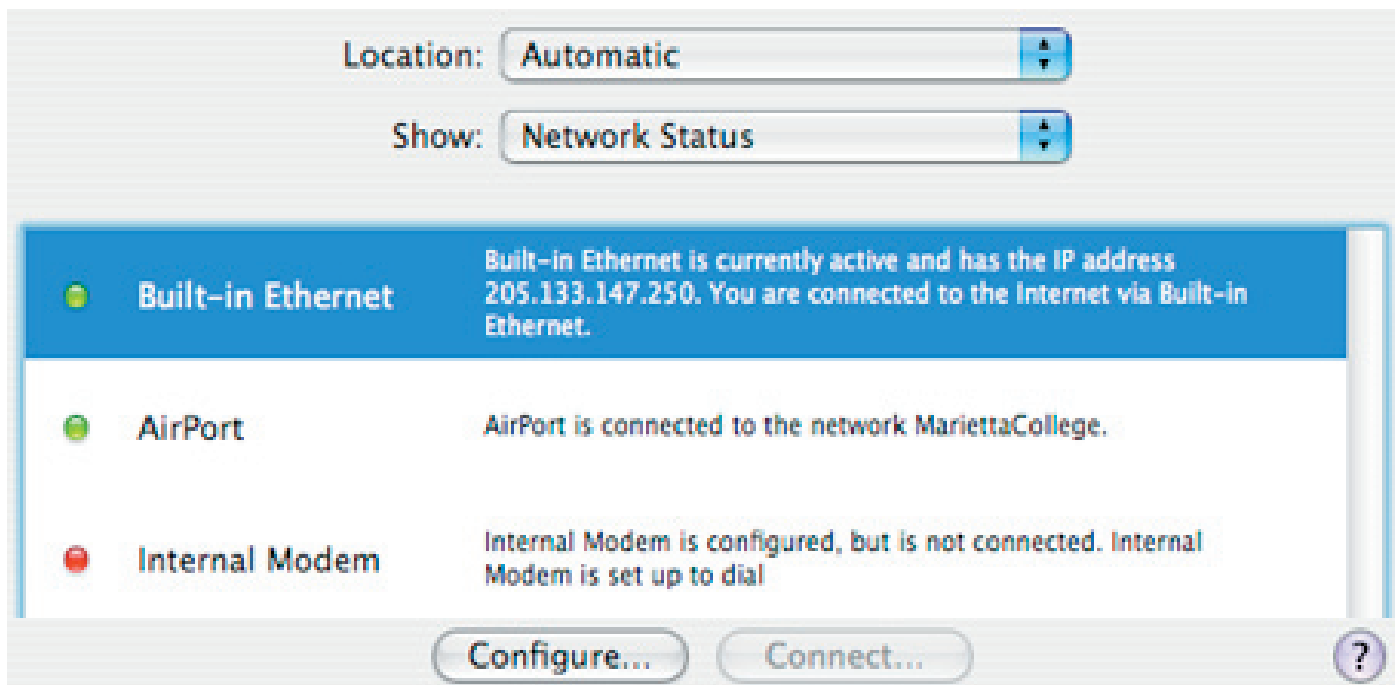 Location: Automatic
Show: Network Status
Built-in Ethernet
Built-in Ethernet is currently active and has the IP address
205.133.147.250. You are connected to the Internet via Built-in
Ethernet.
AirPort
AirPort is connected to the network MariettaCollege.
Internal Modem
Internal Modem is configured, but is not connected. Internal
Modem is set up to dial
Configure... Connect... ?